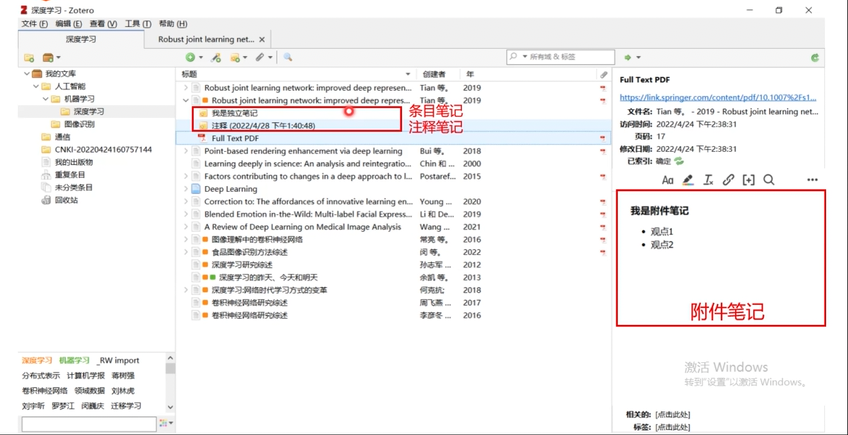 深度学习 - Zotero
文件 (F) 编辑 (E) 查看 (V) 工具 (T) 帮助 (H)
深度学习
Robust joint learning net...
所有域 & 标签
我的文库
人工智能
机器学习
深度学习
图像识别
通信
CNKI-20220424160757144
我的出版物
重复条目
未分类条目
回收站
深度学习 机器学习 _RW import
分布式表示 计算机学报 蒋树强
卷积神经网络 领域数据 刘林虎
刘宇昕 罗梦江 闵巍庆 迁移学习
标题 创建者 年
Robust joint learning network: improved deep represen... Tian 等。 2019
Robust joint learning network: improved deep repres... Tian 等。 2019
我是独立笔记
注释 (2022/4/28 下午1:40:48)
Full Text PDF
条目笔记
注释笔记
Point-based rendering enhancement via deep learning Bui 等。 2018
Learning deeply in science: An analysis and reintegratio... Chin 和 ... 2000
Factors contributing to changes in a deep approach to l... Postaref... 2015
Deep Learning
Correction to: The affordances of innovative learning en... Young ... 2020
Blended Emotion in-the-Wild: Multi-label Facial Express... Li 和 De... 2019
A Review of Deep Learning on Medical Image Analysis Wang ... 2021
图像理解中的卷积神经网络 常亮 等。 2016
食品图像识别方法综述 闵 等。 2022
深度学习研究综述 孙志军 ... 2012
深度学习的昨天、今天和明天 余凯 等。 2013
深度学习:网络时代学习方式的变革 何克抗; 2018
卷积神经网络研究综述 周飞燕 ... 2017
卷积神经网络研究综述 李彦冬 ... 2016
Full Text PDF
https://link.springer.com/content/pdf/10.1007%2Fs1...
文件名: Tian 等。 - 2019 - Robust joint learning net...
访问时间: 2022/4/24 下午2:38:31
页码: 17
修改日期: 2022/4/24 下午2:38:31
已索引: 确定
Aa
我是附件笔记
观点1
观点2
附件笔记
激活 Windows
转到"设置"以激活 Windows。
相关的: [点击此处]
标签: [点击此处]